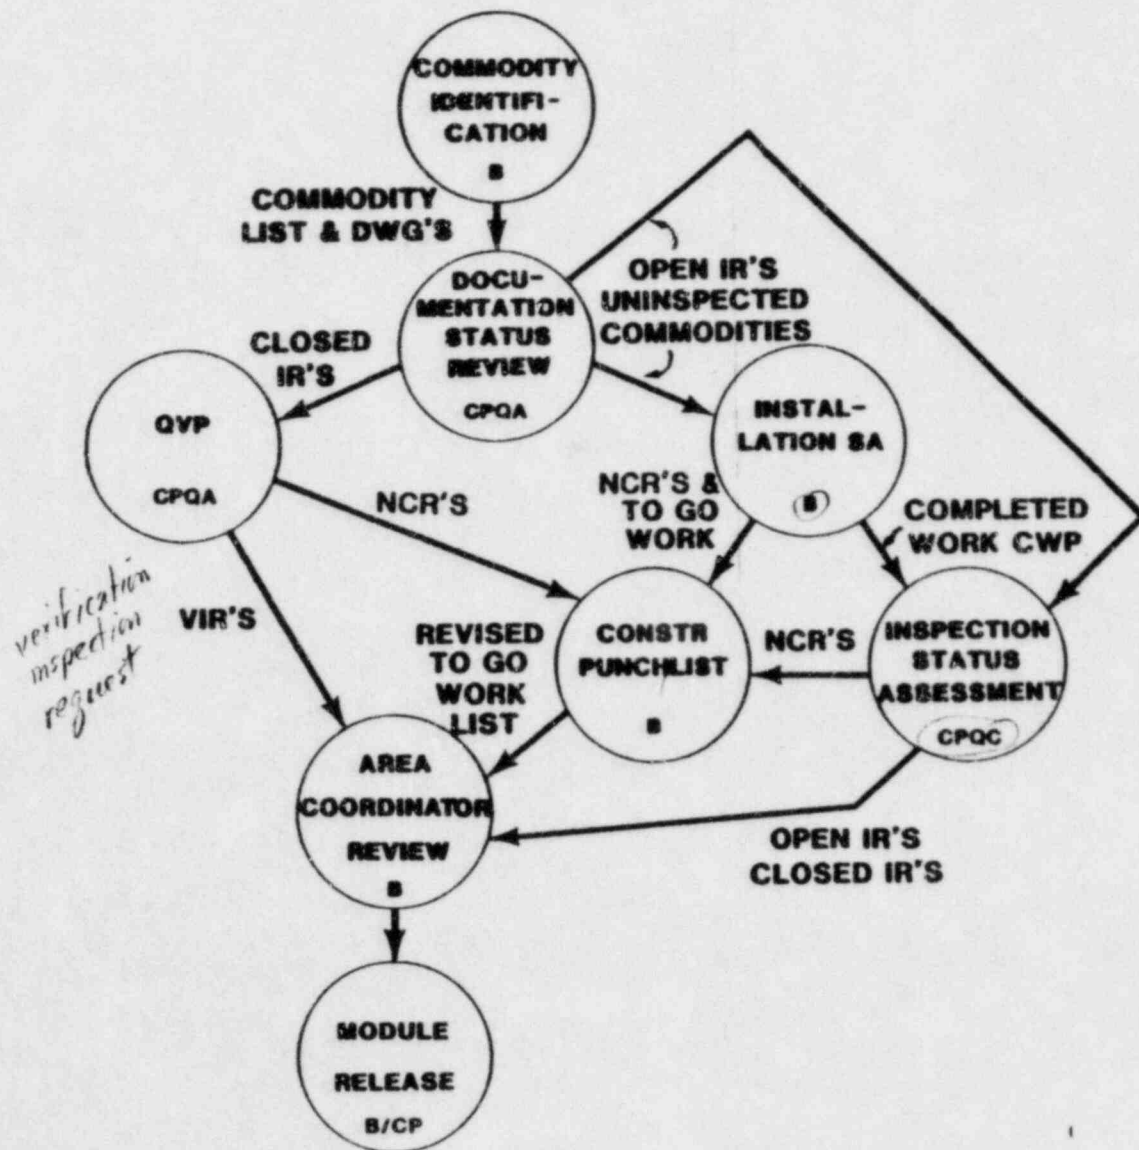 COMMODITY
IDENTIFI-
CATION
B
COMMODITY
LIST & DWG'S
DOCU-
MENTATION
STATUS
REVIEW
CPQA
OPEN IR'S
UNINSPECTED
COMMODITIES
CLOSED
IR'S
QVP
CPQA
INSTAL-
LATION SA
B
NCR'S
NCR'S &
TO GO
WORK
COMPLETED
WORK CWP
verification
inspection
request
VIR'S
REVISED
TO GO
WORK
LIST
CONSTR
PUNCHLIST
B
NCR'S
INSPECTION
STATUS
ASSESSMENT
CPQC
AREA
COORDINATOR
REVIEW
B
OPEN IR'S
CLOSED IR'S
MODULE
RELEASE
B/CP